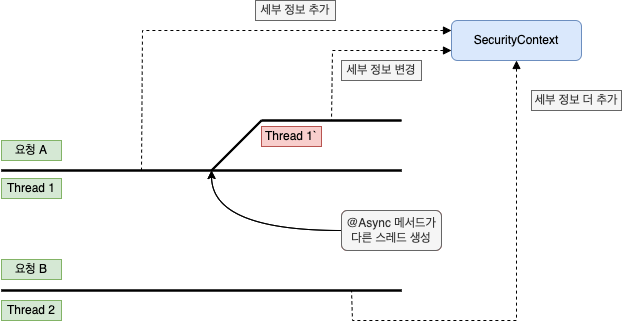 세부 정보 추가
SecurityContext
세부 정보 변경
세부 정보 더 추가
Thread 1`
요청 A
Thread 1
@Async 메서드가
다른 스레드 생성
요청 B
Thread 2